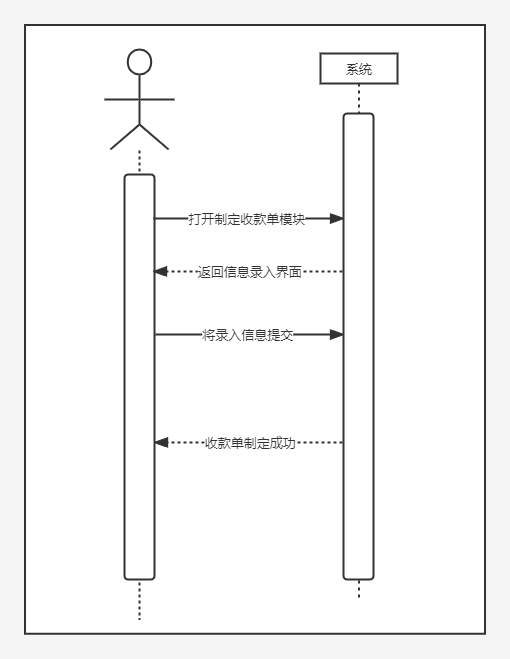 系统
打开制定收款单模块
返回信息录入界面
将录入信息提交
收款单制定成功